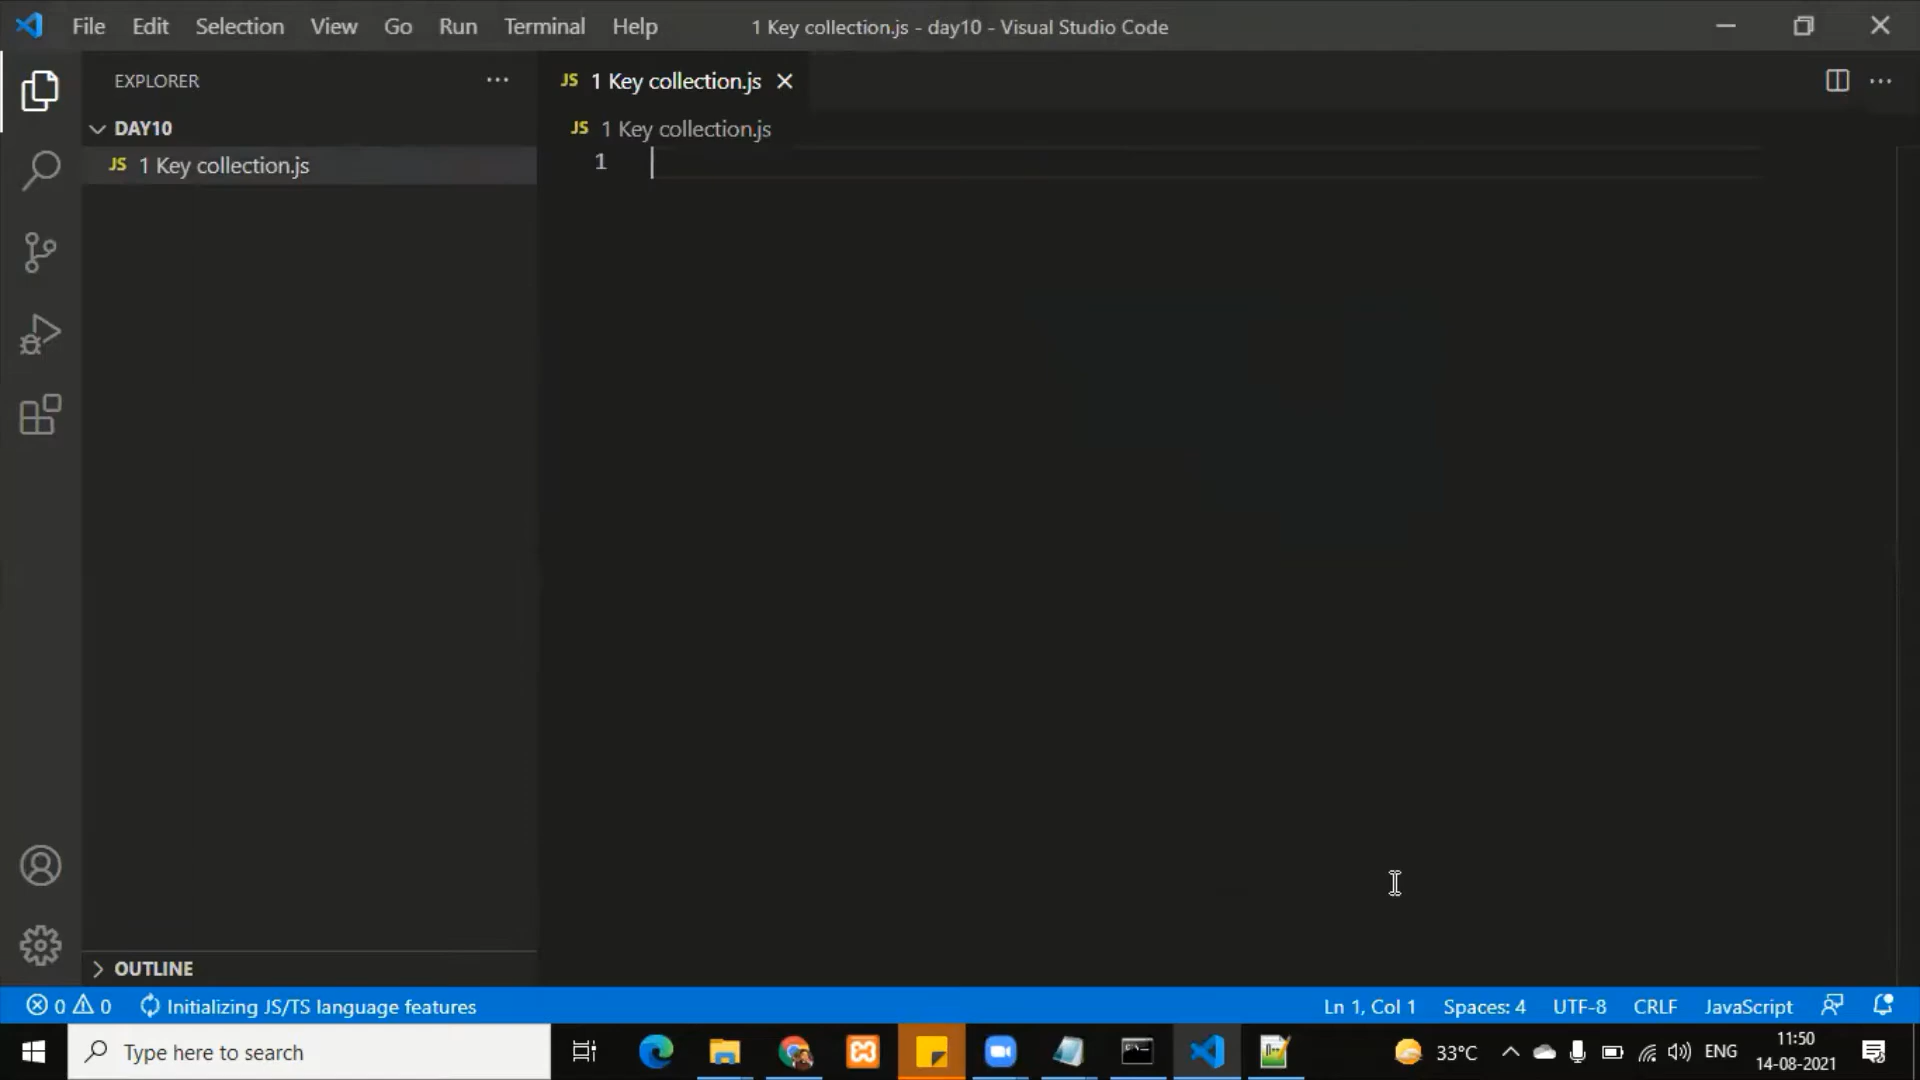 File Edit Selection View Go Run Terminal Help
1 Key collection.js - day10 - Visual Studio Code
EXPLORER
JS 1 Key collection.js
DAY10
JS 1 Key collection.js
JS 1 Key collection.js
1
OUTLINE
0 0 Initializing JS/TS language features
Ln 1, Col 1 Spaces: 4 UTF-8 CRLF JavaScript
Type here to search
33°C ENG
11:50
14-08-2021